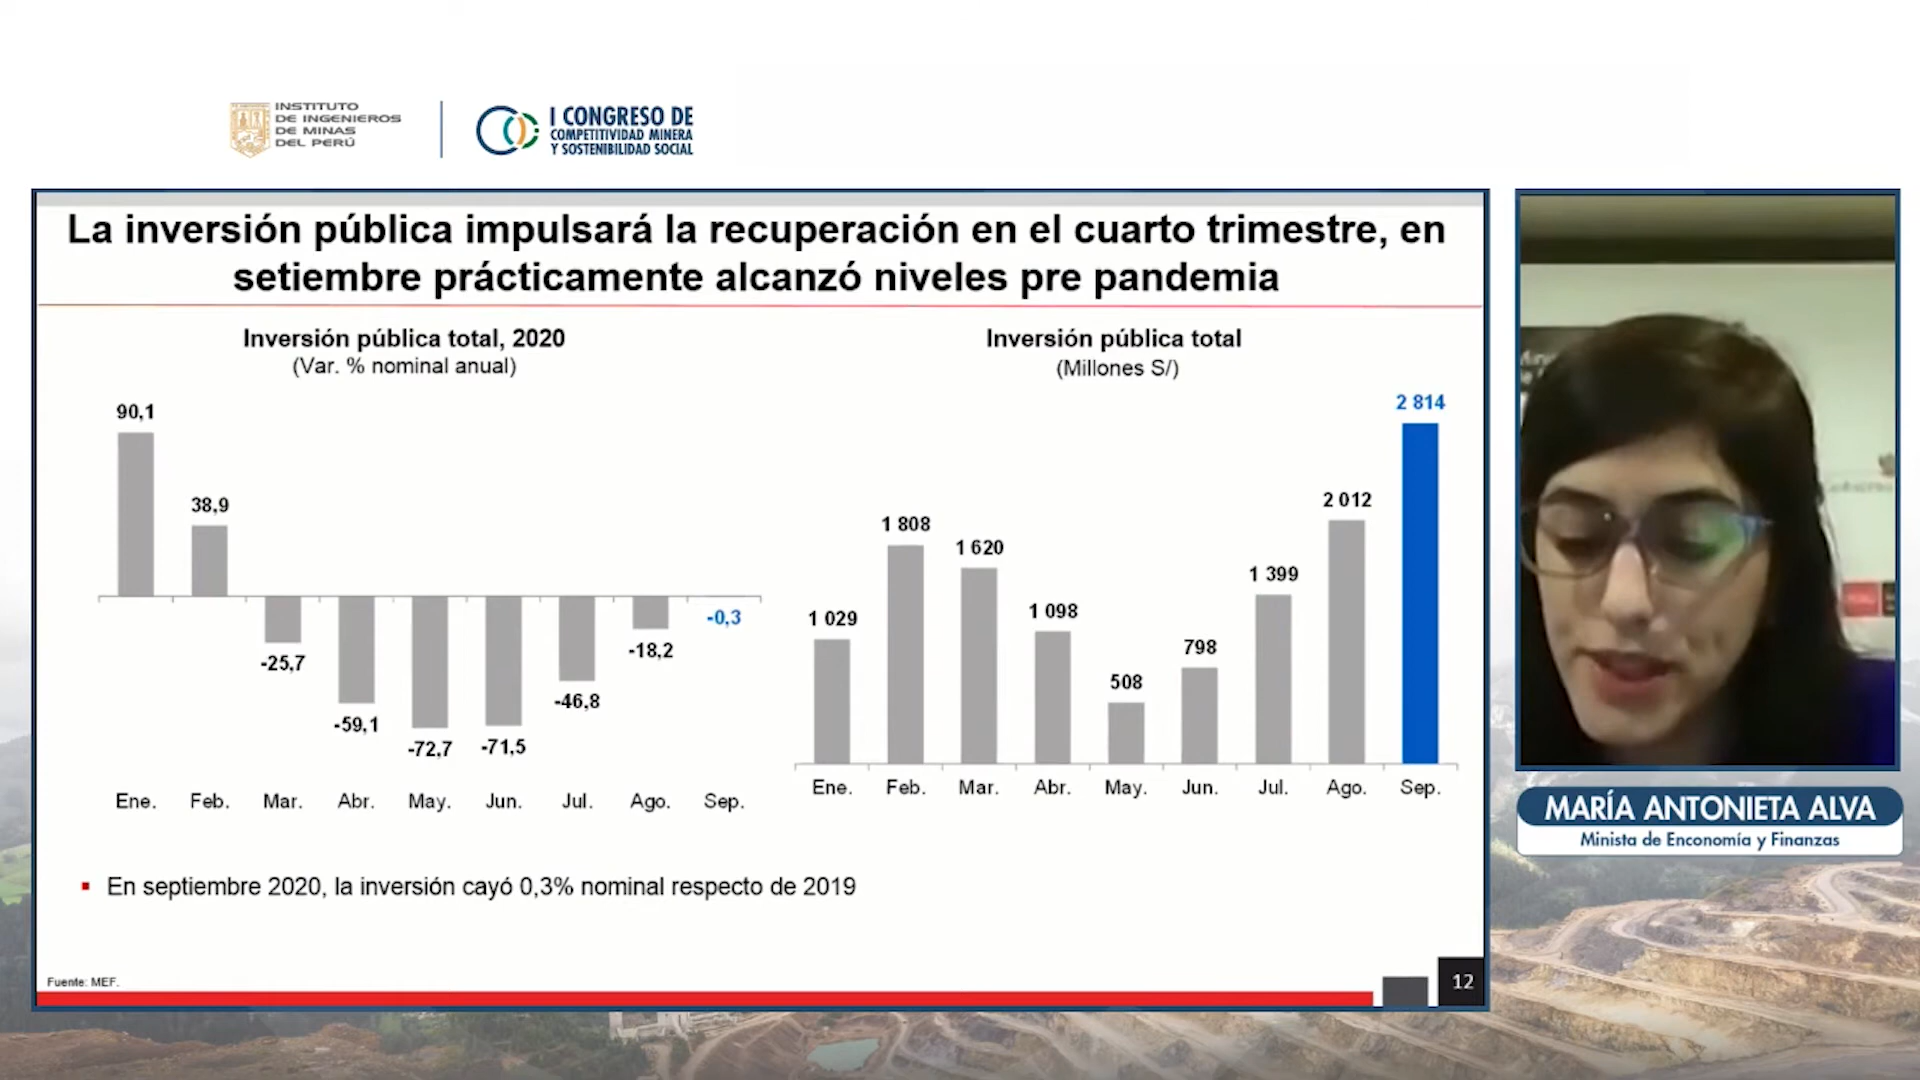 INSTITUTO
DE INGENIEROS
DE MINAS
DEL PERÚ
I CONGRESO DE
COMPETITIVIDAD MINERA
Y SOSTENIBILIDAD SOCIAL
La inversión pública impulsará la recuperación en el cuarto trimestre, en
setiembre prácticamente alcanzó niveles pre pandemia
Inversión pública total, 2020
(Var. % nominal anual)
90,1
38,9
-25,7
-59,1
-72,7
-71,5
-46,8
-18,2
-0,3
Ene. Feb. Mar. Abr. May. Jun. Jul. Ago. Sep.
Inversión pública total
(Millones S/)
1 029
1 808
1 620
1 098
508
798
1 399
2 012
2 814
Ene. Feb. Mar. Abr. May. Jun. Jul. Ago. Sep.
▪ En septiembre 2020, la inversión cayó 0,3% nominal respecto de 2019
Fuente: MEF.
12
MARÍA ANTONIETA ALVA
Minista de Enconomía y Finanzas